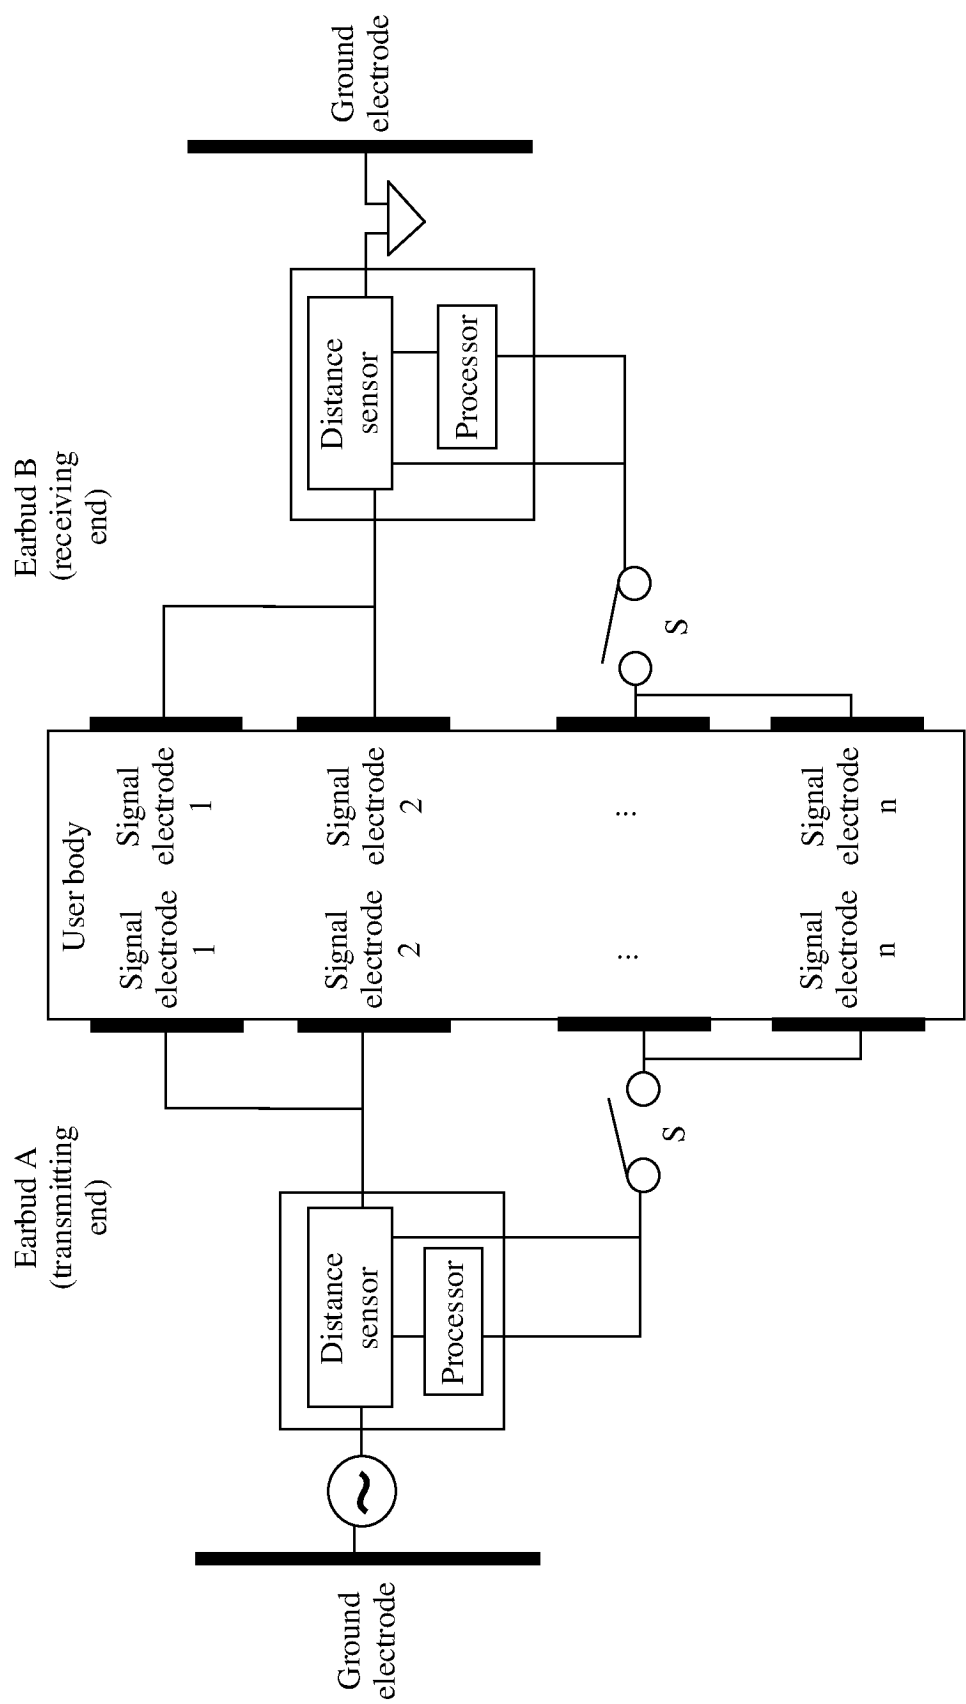 Earbud A
(transmitting
end)
Earbud B
(receiving
end)
User body
Ground
electrode
Distance
sensor
Processor
S
Signal
electrode
1
Signal
electrode
2
...
Signal
electrode
n
Signal
electrode
1
Signal
electrode
2
...
Signal
electrode
n
S
Distance
sensor
Processor
Ground
electrode